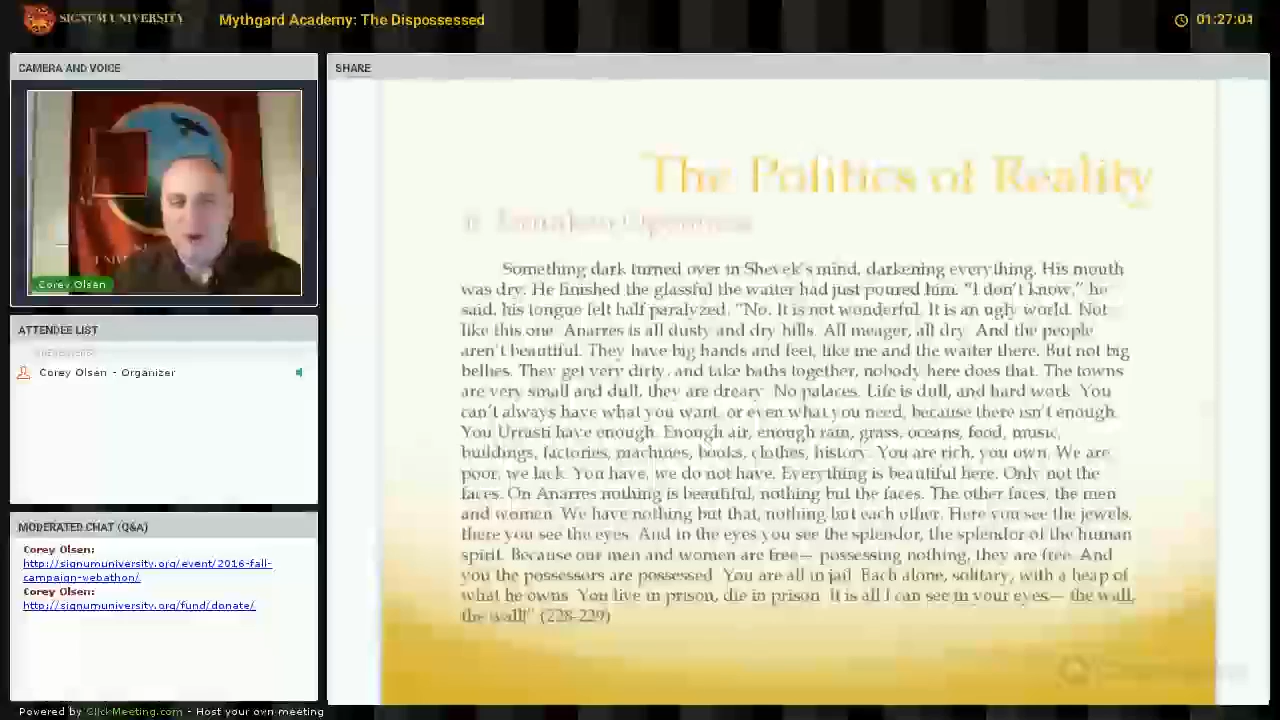 SIGNUM UNIVERSITY
Mythgard Academy: The Dispossessed
01:27:04
CAMERA AND VOICE
Corey Olsen
ATTENDEE LIST
Corey Olsen - Organizer
MODERATED CHAT (Q&A)
Corey Olsen:
http://signumuniversity.org/event/2016-fall-
campaign-webathon/
Corey Olsen:
http://signumuniversity.org/fund/donate/
SHARE
The Politics of Reality
Something dark turned over in Shevek's mind, darkening everything. His mouth
was dry. He finished the glassful the waiter had just poured him. "I don't know," he
said, his tongue felt half paralyzed. "No. It is not wonderful. It is an ugly world. Not
like this one. Anarres is all dusty and dry hills. All meager, all dry. And the people
aren't beautiful. They have big hands and feet, like me and the waiter there. But not big
bellies. They get very dirty, and take baths together, nobody here does that. The towns
are very small and dull, they are dreary. No palaces. Life is dull, and hard work. You
can't always have what you want, or even what you need, because there isn't enough.
You Urrasti have enough. Enough air, enough rain, grass, oceans, food, music,
buildings, factories, machines, books, clothes, history. You are rich, you own. We are
poor, we lack. You have, we do not have. Everything is beautiful here. Only not the
faces. On Anarres nothing is beautiful, nothing but the faces. The other faces, the men
and women. We have nothing but that, nothing but each other. Here you see the jewels,
there you see the eyes. And in the eyes you see the splendor, the splendor of the human
spirit. Because our men and women are free— possessing nothing, they are free. And
you the possessors are possessed. You are all in jail. Each alone, solitary, with a heap of
what he owns. You live in prison, die in prison. It is all I can see in your eyes— the wall,
the wall!" (228-229)
Powered by ClickMeeting.com - Host your own meeting